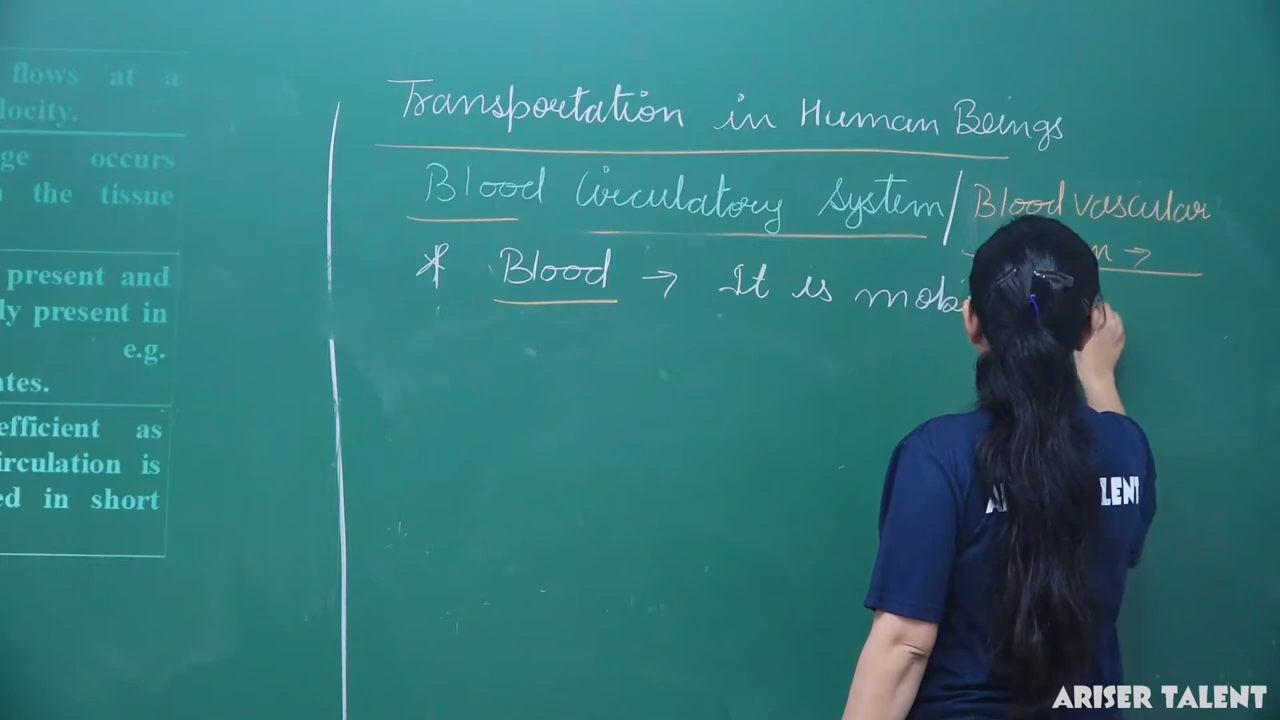 flows at a
locity.
ge occurs
the tissue
present and
ly present in
e.g.
ates.
efficient as
irculation is
ed in short
Transportation in Human Beings
Blood Circulatory System / Blood vascular
* Blood → It is mobi
→
LENT
ARISER TALENT